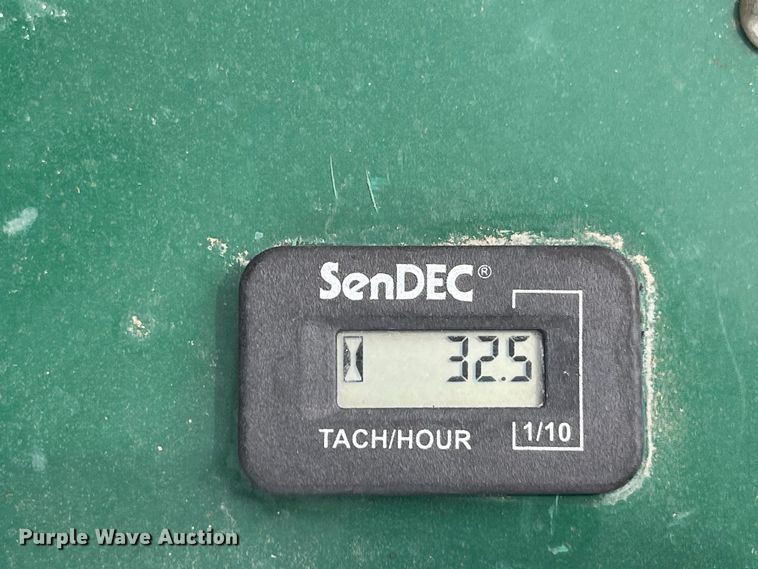 SenDEC®
32.5
TACH/HOUR 1/10
Purple Wave Auction